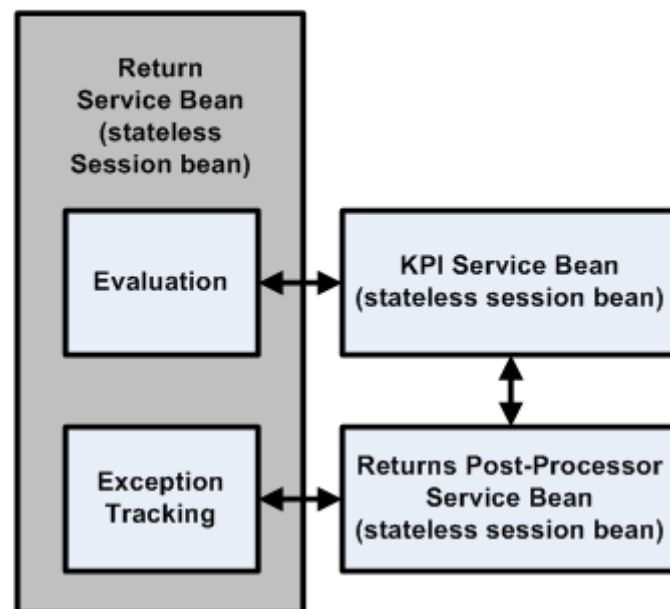 Return
Service Bean
(stateless
Session bean)
Evaluation
KPI Service Bean
(stateless session bean)
Exception
Tracking
Returns Post-Processor
Service Bean
(stateless session bean)